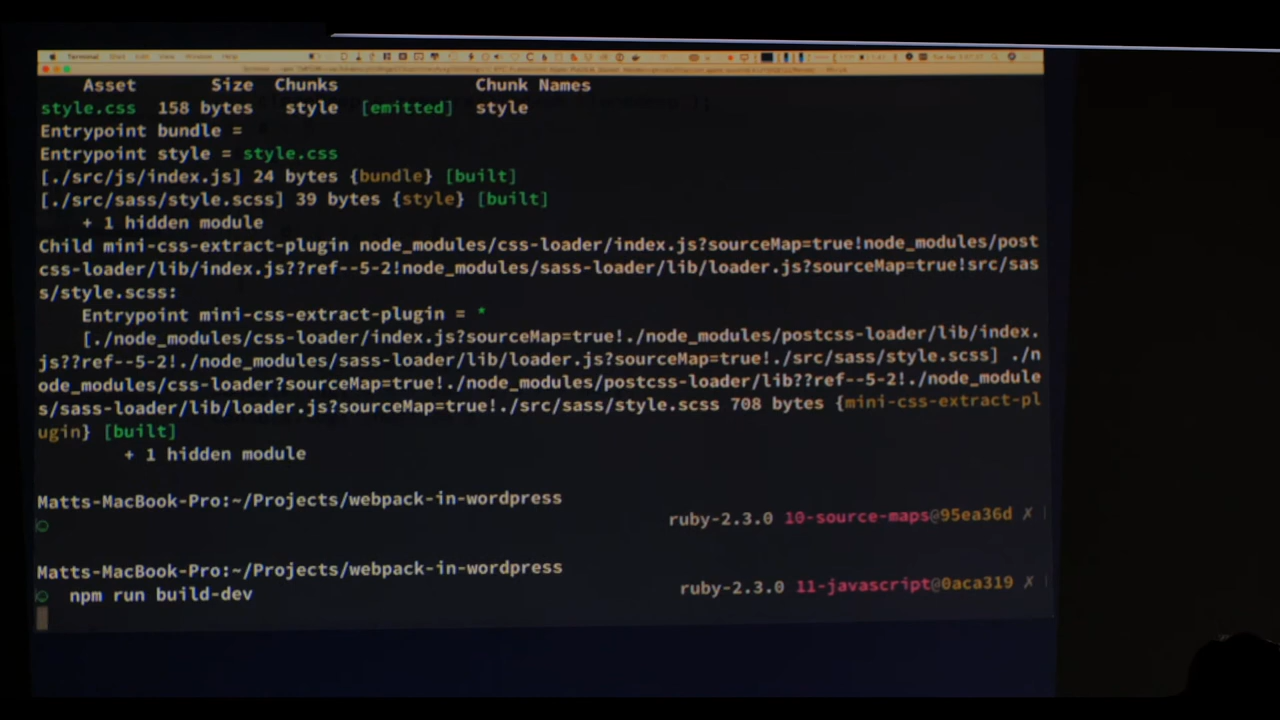 Terminal Shell Edit View Window Help
Asset Size Chunks Chunk Names
style.css 158 bytes style [emitted] style
Entrypoint bundle =
Entrypoint style = style.css
[./src/js/index.js] 24 bytes {bundle} [built]
[./src/sass/style.scss] 39 bytes {style} [built]
+ 1 hidden module
Child mini-css-extract-plugin node_modules/css-loader/index.js?sourceMap=true!node_modules/post
css-loader/lib/index.js??ref--5-2!node_modules/sass-loader/lib/loader.js?sourceMap=true!src/sas
s/style.scss:
Entrypoint mini-css-extract-plugin = *
[./node_modules/css-loader/index.js?sourceMap=true!./node_modules/postcss-loader/lib/index.
js??ref--5-2!./node_modules/sass-loader/lib/loader.js?sourceMap=true!./src/sass/style.scss] ./n
ode_modules/css-loader?sourceMap=true!./node_modules/postcss-loader/lib??ref--5-2!./node_module
s/sass-loader/lib/loader.js?sourceMap=true!./src/sass/style.scss 708 bytes {mini-css-extract-pl
ugin} [built]
+ 1 hidden module
Matts-MacBook-Pro:~/Projects/webpack-in-wordpress
ruby-2.3.0 10-source-maps@95ea36d ✗
Matts-MacBook-Pro:~/Projects/webpack-in-wordpress
☺ npm run build-dev ruby-2.3.0 11-javascript@0aca319 ✗